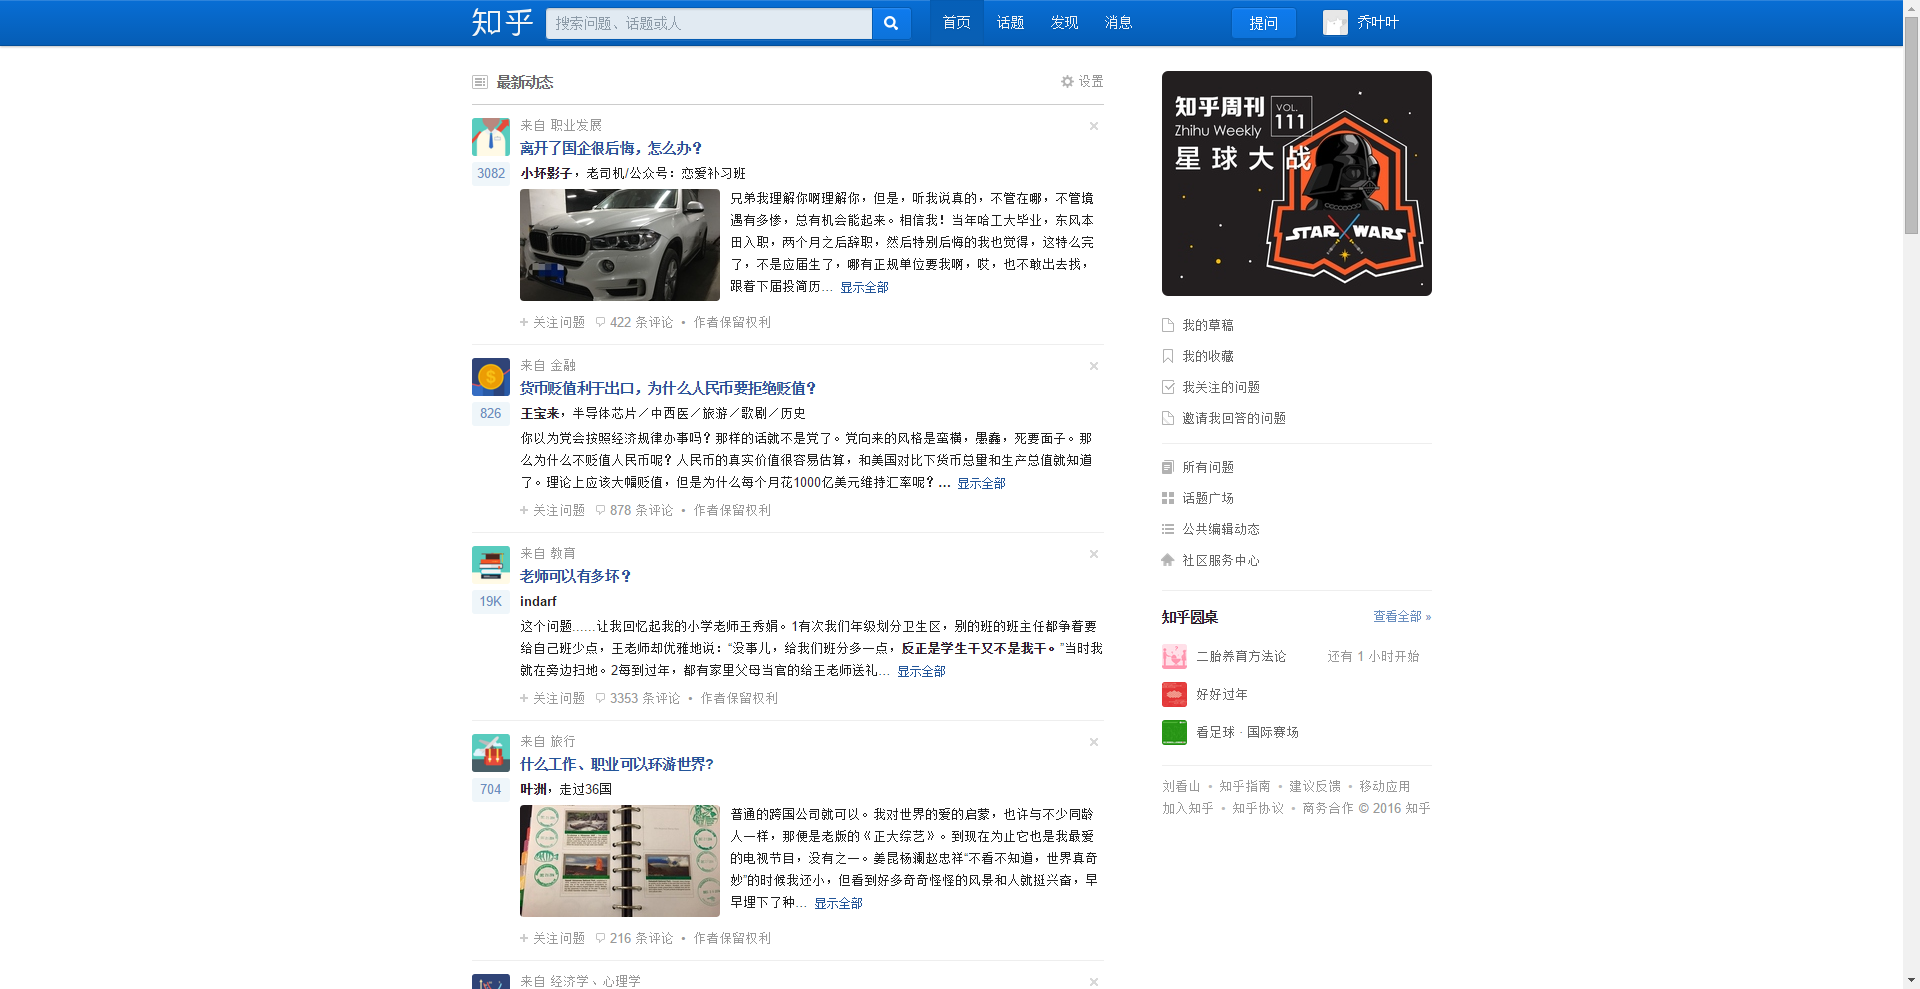 知乎
搜索问题、话题或人
首页
话题
发现
消息
提问
乔叶叶
最新动态
设置
来自 职业发展
离开了国企很后悔，怎么办？
3082
小坏影子，老司机/公众号：恋爱补习班
兄弟我理解你啊理解你，但是，听我说真的，不管在哪，不管境
遇有多惨，总有机会能起来。相信我！当年哈工大毕业，东风本
田入职，两个月之后辞职，然后特别后悔的我也觉得，这特么完
了，不是应届生了，哪有正规单位要我啊，哎，也不敢出去找，
跟着下届投简历... 显示全部
关注问题 422 条评论 • 作者保留权利
来自 金融
货币贬值利于出口，为什么人民币要拒绝贬值？
826
王宝来，半导体芯片／中西医／旅游／歌剧／历史
你以为党会按照经济规律办事吗？那样的话就不是党了。党向来的风格是蛮横，愚蠢，死要面子。那
么为什么不贬值人民币呢？人民币的真实价值很容易估算，和美国对比下货币总量和生产总值就知道
了。理论上应该大幅贬值，但是为什么每个月花1000亿美元维持汇率呢？... 显示全部
关注问题 878 条评论 • 作者保留权利
来自 教育
老师可以有多坏？
19K
indarf
这个问题……让我回忆起我的小学老师王秀娟。1有次我们年级划分卫生区，别的班的班主任都争着要
给自己班少点，王老师却优雅地说：“没事儿，给我们班分多一点，反正是学生干又不是我干。”当时我
就在旁边扫地。2每到过年，都有家里父母当官的给王老师送礼... 显示全部
关注问题 3353 条评论 • 作者保留权利
来自 旅行
什么工作、职业可以环游世界?
704
叶洲，走过36国
普通的跨国公司就可以。我对世界的爱的启蒙，也许与不少同龄
人一样，那便是老版的《正大综艺》。到现在为止它也是我最爱
的电视节目，没有之一。姜昆杨澜赵忠祥“不看不知道，世界真奇
妙”的时候我还小，但看到好多奇奇怪怪的风景和人就挺兴奋，早
早埋下了种... 显示全部
关注问题 216 条评论 • 作者保留权利
来自 经济学、心理学
知乎周刊 VOL. 111
Zhihu Weekly
星球大战
STAR WARS
我的草稿
我的收藏
我关注的问题
邀请我回答的问题
所有问题
话题广场
公共编辑动态
社区服务中心
知乎圆桌 查看全部 »
二胎养育方法论 还有 1 小时开始
好好过年
看足球 · 国际赛场
刘看山 • 知乎指南 • 建议反馈 • 移动应用
加入知乎 • 知乎协议 • 商务合作 © 2016 知乎